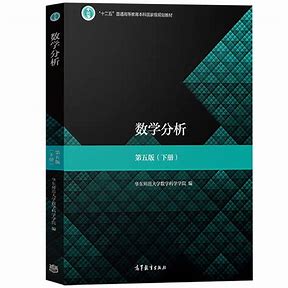 "十二五"普通高等教育本科国家级规划教材
数学分析
第五版（下册）
华东师范大学数学科学学院 编
高等教育出版社
数学分析
第五版
（下册）
华东师范大学数学科学学院 编